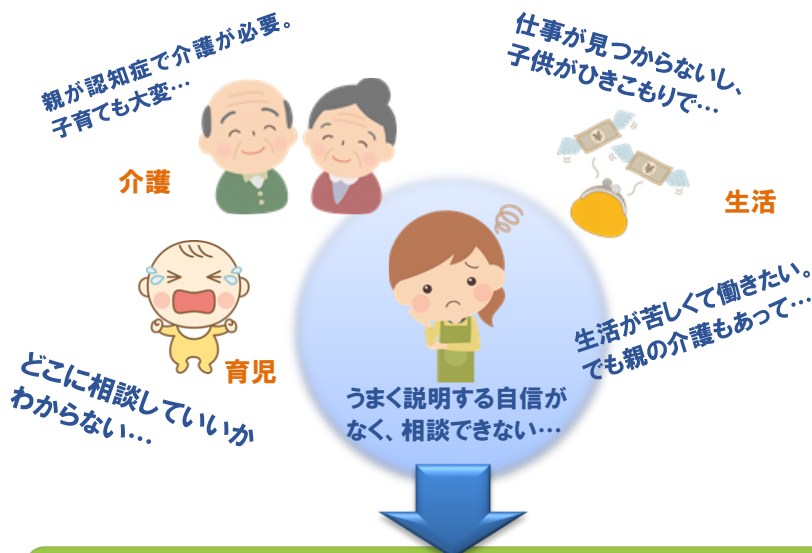 親が認知症で介護が必要。
子育ても大変…
仕事が見つからないし、
子供がひきこもりで…
介護
生活
育児
生活が苦しくて働きたい。
でも親の介護もあって…
どこに相談していいか
わからない…
うまく説明する自信が
なく、相談できない…